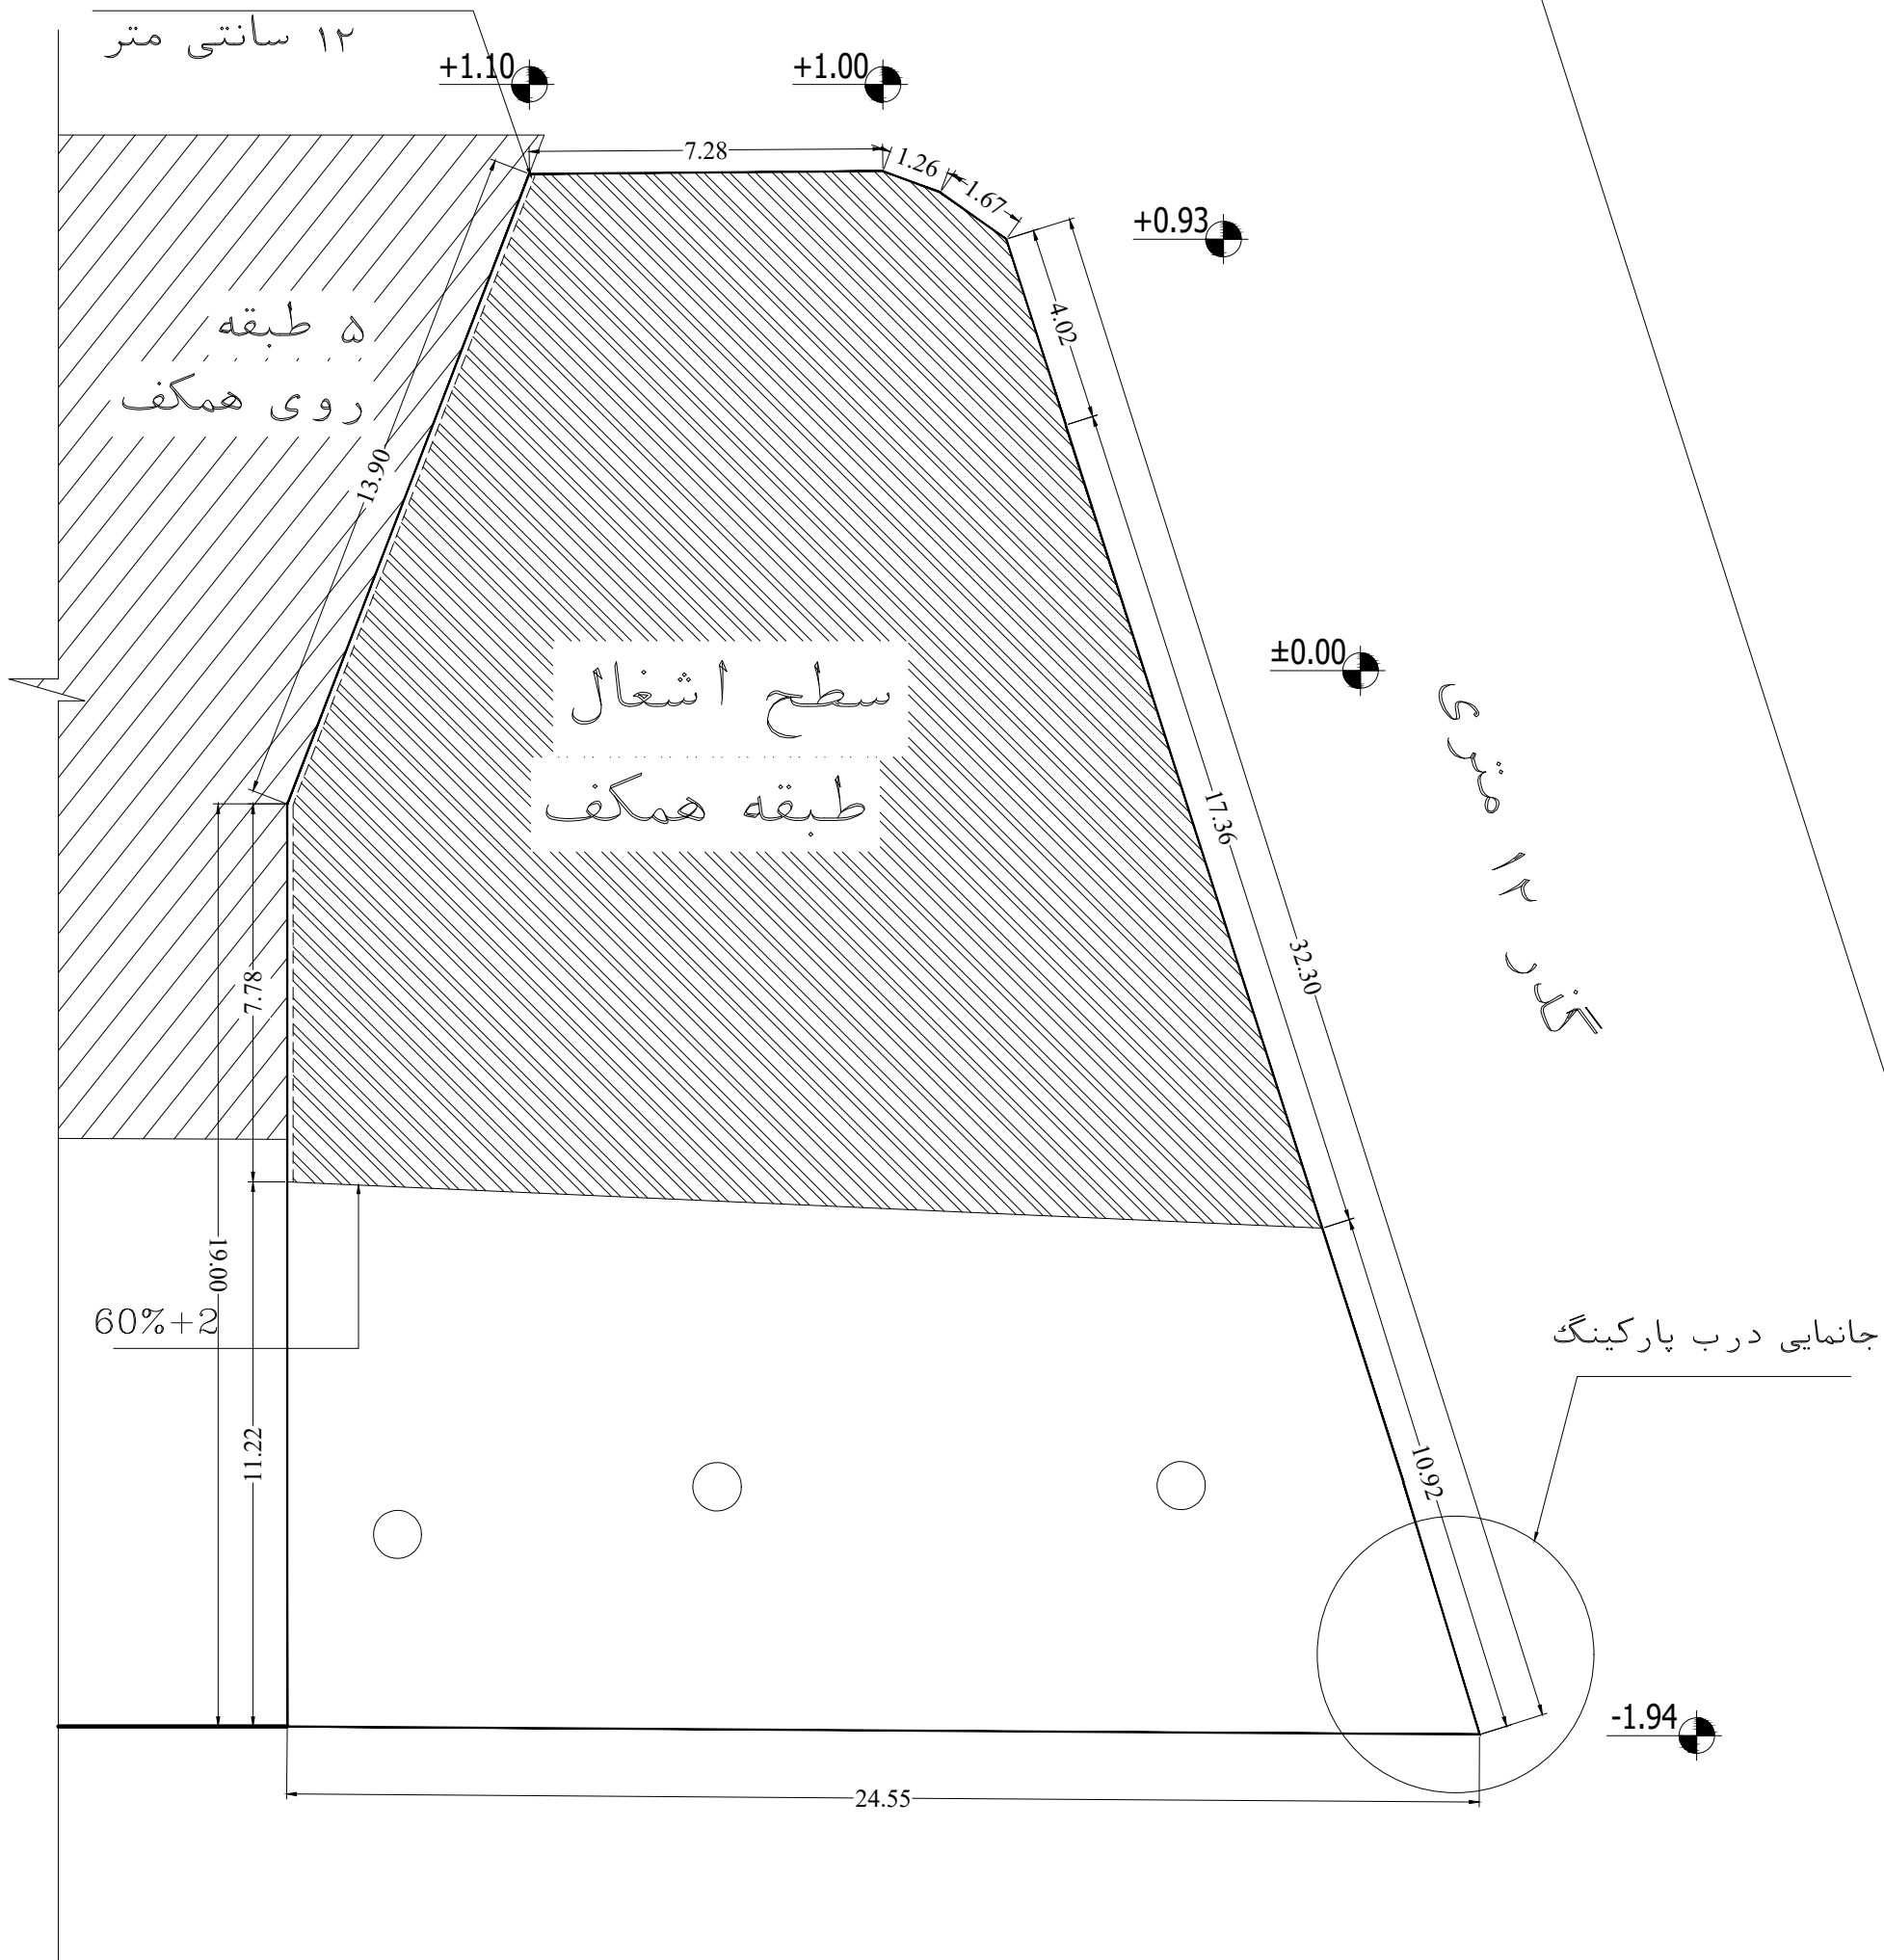 ۱۲ سانتی متر
+1.10
+1.00
7.28
1.26
1.67
+0.93
4.02
۵ طبقه
روی همکف
13.90
سطح اشغال
طبقه همکف
±0.00
گذر ۱۲ متری
17.36
32.30
7.78
19.00
60%+2
11.22
10.92
جانمایی درب پارکینگ
-1.94
24.55